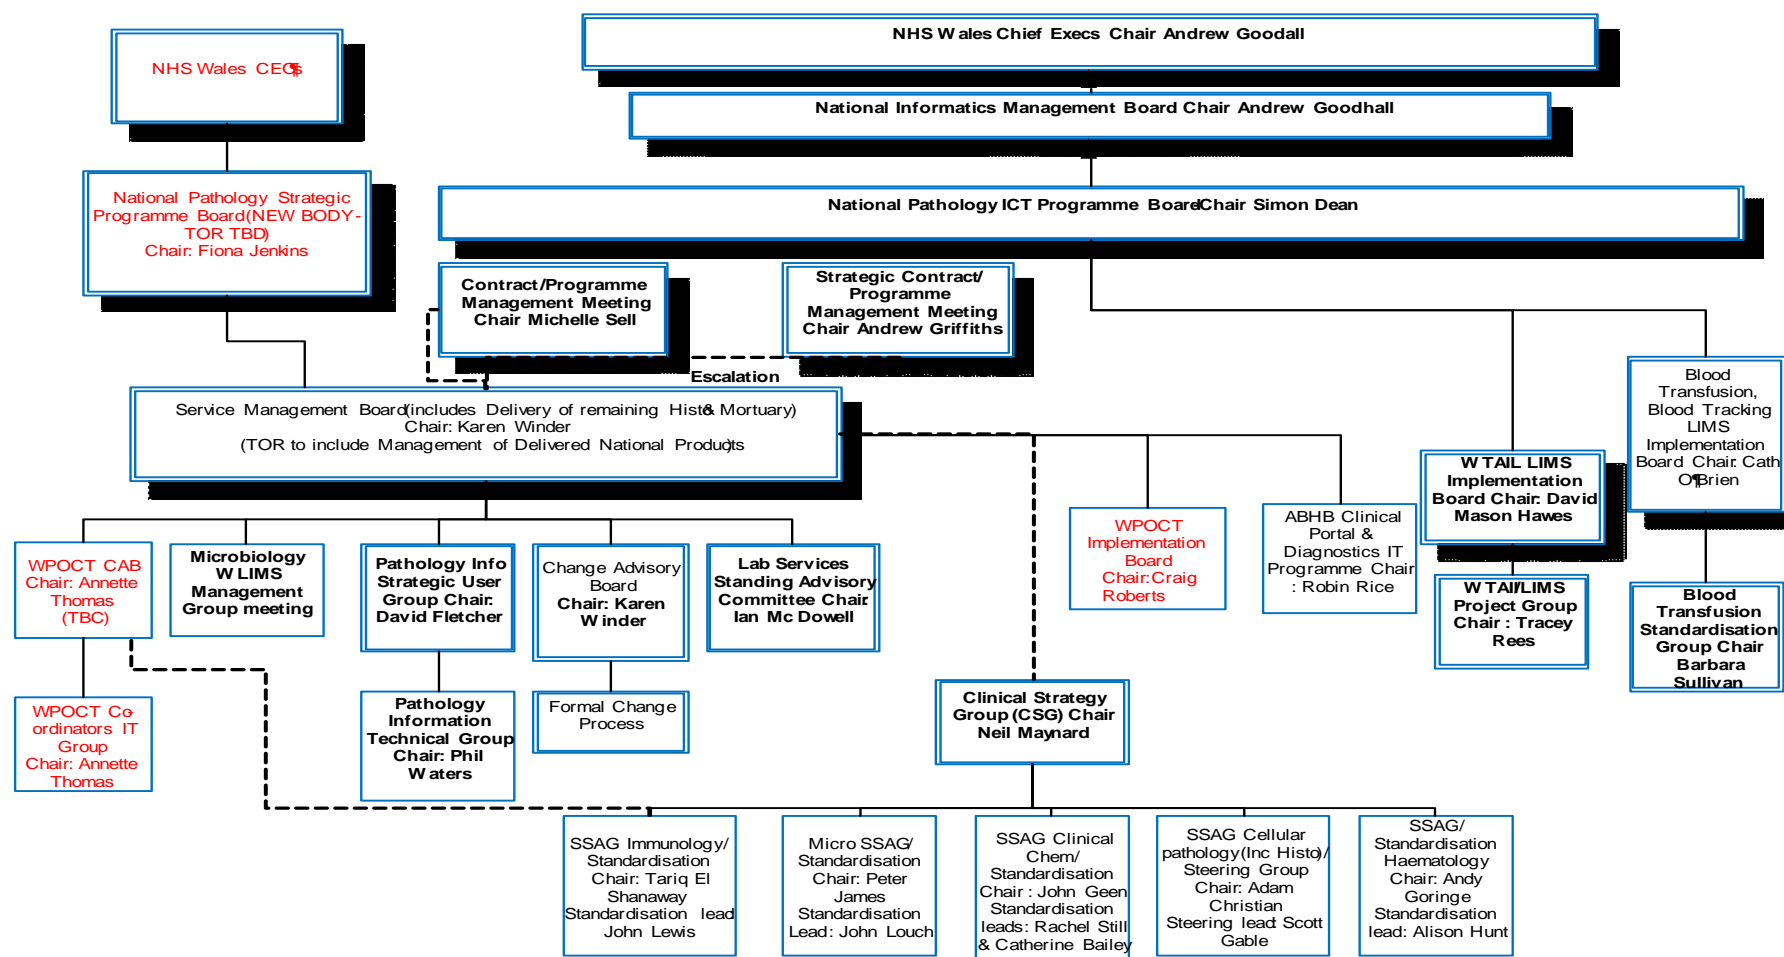 NHS Wales CEO¶s
NHS Wales Chief Execs Chair Andrew Goodall
National Informatics Management Board Chair Andrew Goodhall
National Pathology Strategic
Programme Board(NEW BODY-
TOR TBD)
Chair: Fiona Jenkins
National Pathology ICT Programme Board Chair Simon Dean
Contract/Programme
Management Meeting
Chair Michelle Sell
Strategic Contract/
Programme
Management Meeting
Chair Andrew Griffiths
Escalation
Service Management Board(includes Delivery of remaining Histo & Mortuary)
Chair: Karen Winder
(TOR to include Management of Delivered National Products)
Blood
Transfusion,
Blood Tracking
LIMS
Implementation
Board Chair: Cath
O¶Brien
WTAIL LIMS
Implementation
Board Chair: David
Mason Hawes
WPOCT CAB
Chair: Annette
Thomas
(TBC)
Microbiology
WLIMS
Management
Group meeting
Pathology Info
Strategic User
Group Chair:
David Fletcher
Change Advisory
Board
Chair: Karen
Winder
Lab Services
Standing Advisory
Committee Chair:
Ian Mc Dowell
WPOCT
Implementation
Board
Chair:Craig
Roberts
ABHB Clinical
Portal &
Diagnostics IT
Programme Chair
: Robin Rice
WTAIl/LIMS
Project Group
Chair : Tracey
Rees
Blood
Transfusion
Standardisation
Group Chair
Barbara
Sullivan
WPOCT Co-
ordinators IT
Group
Chair: Annette
Thomas
Pathology
Information
Technical Group
Chair: Phil
Waters
Formal Change
Process
Clinical Strategy
Group (CSG) Chair
Neil Maynard
SSAG Immunology/
Standardisation
Chair: Tariq El
Shanaway
Standardisation lead:
John Lewis
Micro SSAG/
Standardisation
Chair: Peter
James
Standardisation
Lead: John Louch
SSAG Clinical
Chem/
Standardisation
Chair : John Geen
Standardisation
leads: Rachel Still
& Catherine Bailey
SSAG Cellular
pathology(Inc Histo)/
Steering Group
Chair: Adam
Christian
Steering lead: Scott
Gable
SSAG/
Standardisation
Haematology
Chair: Andy
Goringe
Standardisation
lead: Alison Hunt